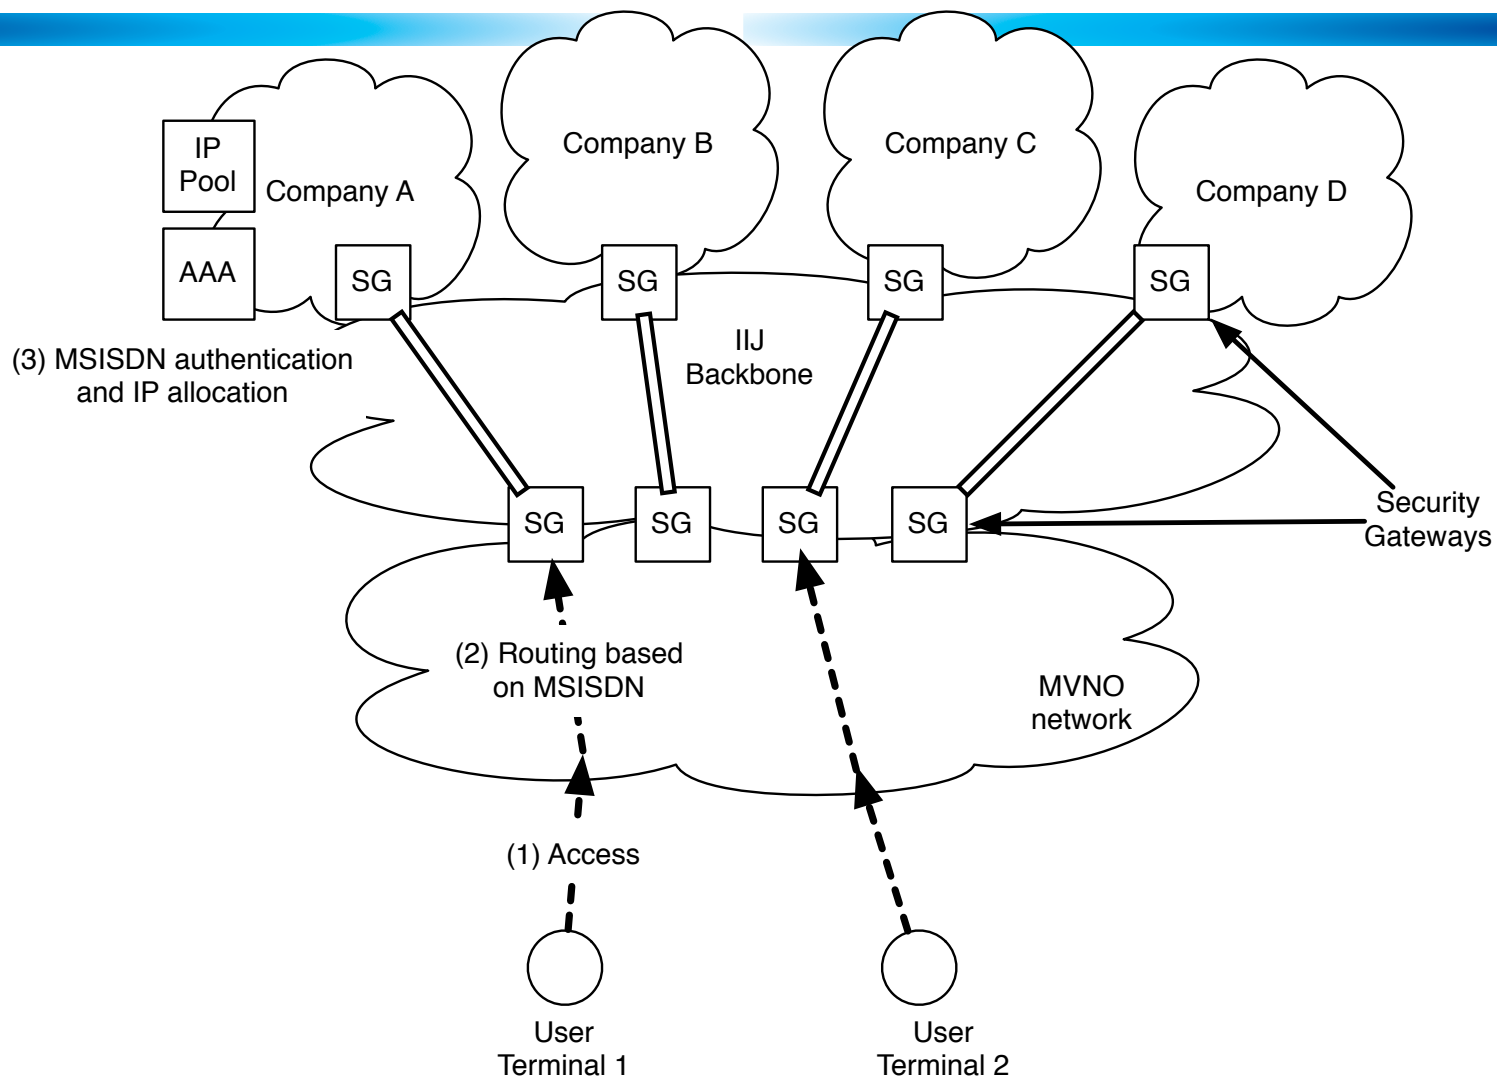 Company B
Company C
IP
Pool
Company A
Company D
AAA
SG
SG
SG
SG
(3) MSISDN authentication
and IP allocation
IIJ
Backbone
SG
SG
SG
SG
Security
Gateways
(2) Routing based
on MSISDN
MVNO
network
(1) Access
User
Terminal 1
User
Terminal 2